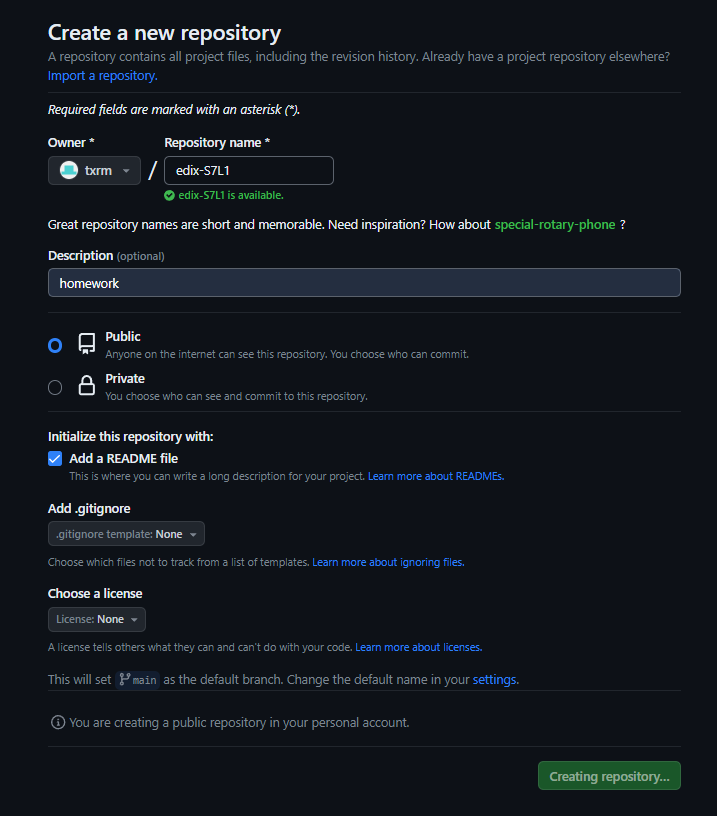 Create a new repository
A repository contains all project files, including the revision history. Already have a project repository elsewhere?
Import a repository.
Required fields are marked with an asterisk (*).
Owner * Repository name *
txrm / edix-S7L1
edix-S7L1 is available.
Great repository names are short and memorable. Need inspiration? How about special-rotary-phone ?
Description (optional)
homework
Public
Anyone on the internet can see this repository. You choose who can commit.
Private
You choose who can see and commit to this repository.
Initialize this repository with:
Add a README file
This is where you can write a long description for your project. Learn more about READMEs.
Add .gitignore
.gitignore template: None
Choose which files not to track from a list of templates. Learn more about ignoring files.
Choose a license
License: None
A license tells others what they can and can't do with your code. Learn more about licenses.
This will set main as the default branch. Change the default name in your settings.
You are creating a public repository in your personal account.
Creating repository...